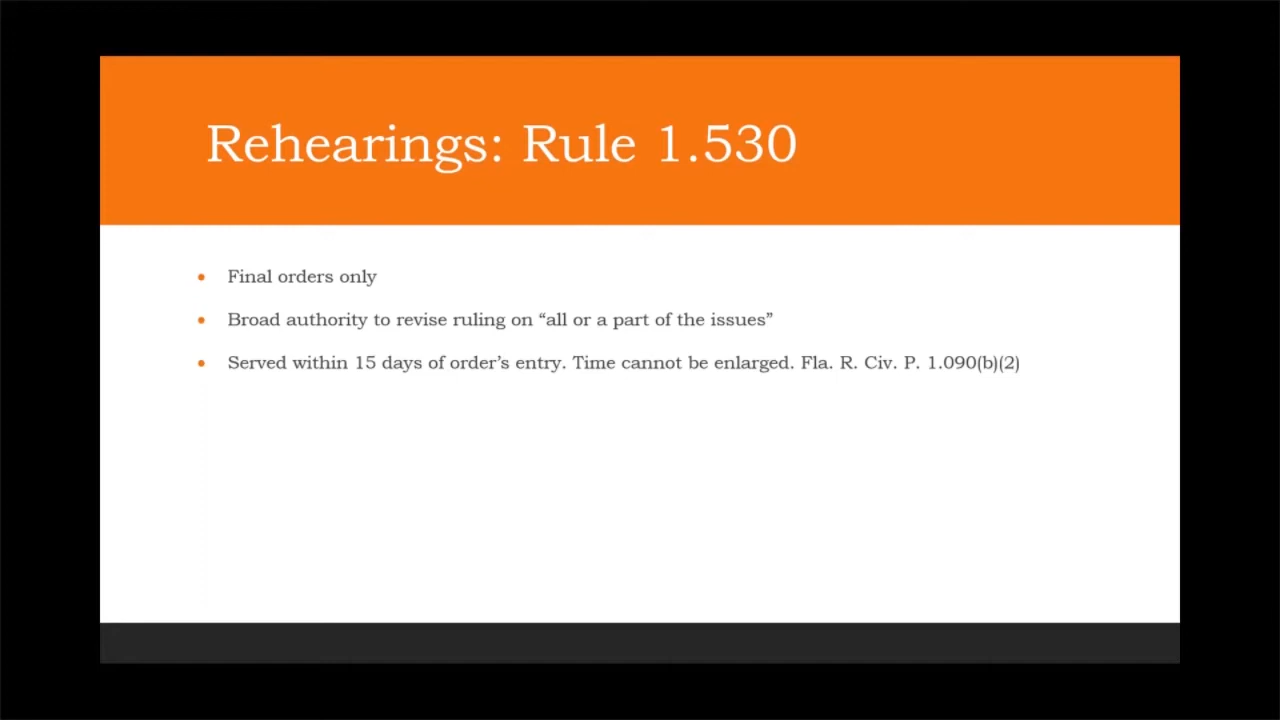 Rehearings: Rule 1.530
• Final orders only
• Broad authority to revise ruling on “all or a part of the issues”
• Served within 15 days of order’s entry. Time cannot be enlarged. Fla. R. Civ. P. 1.090(b)(2)